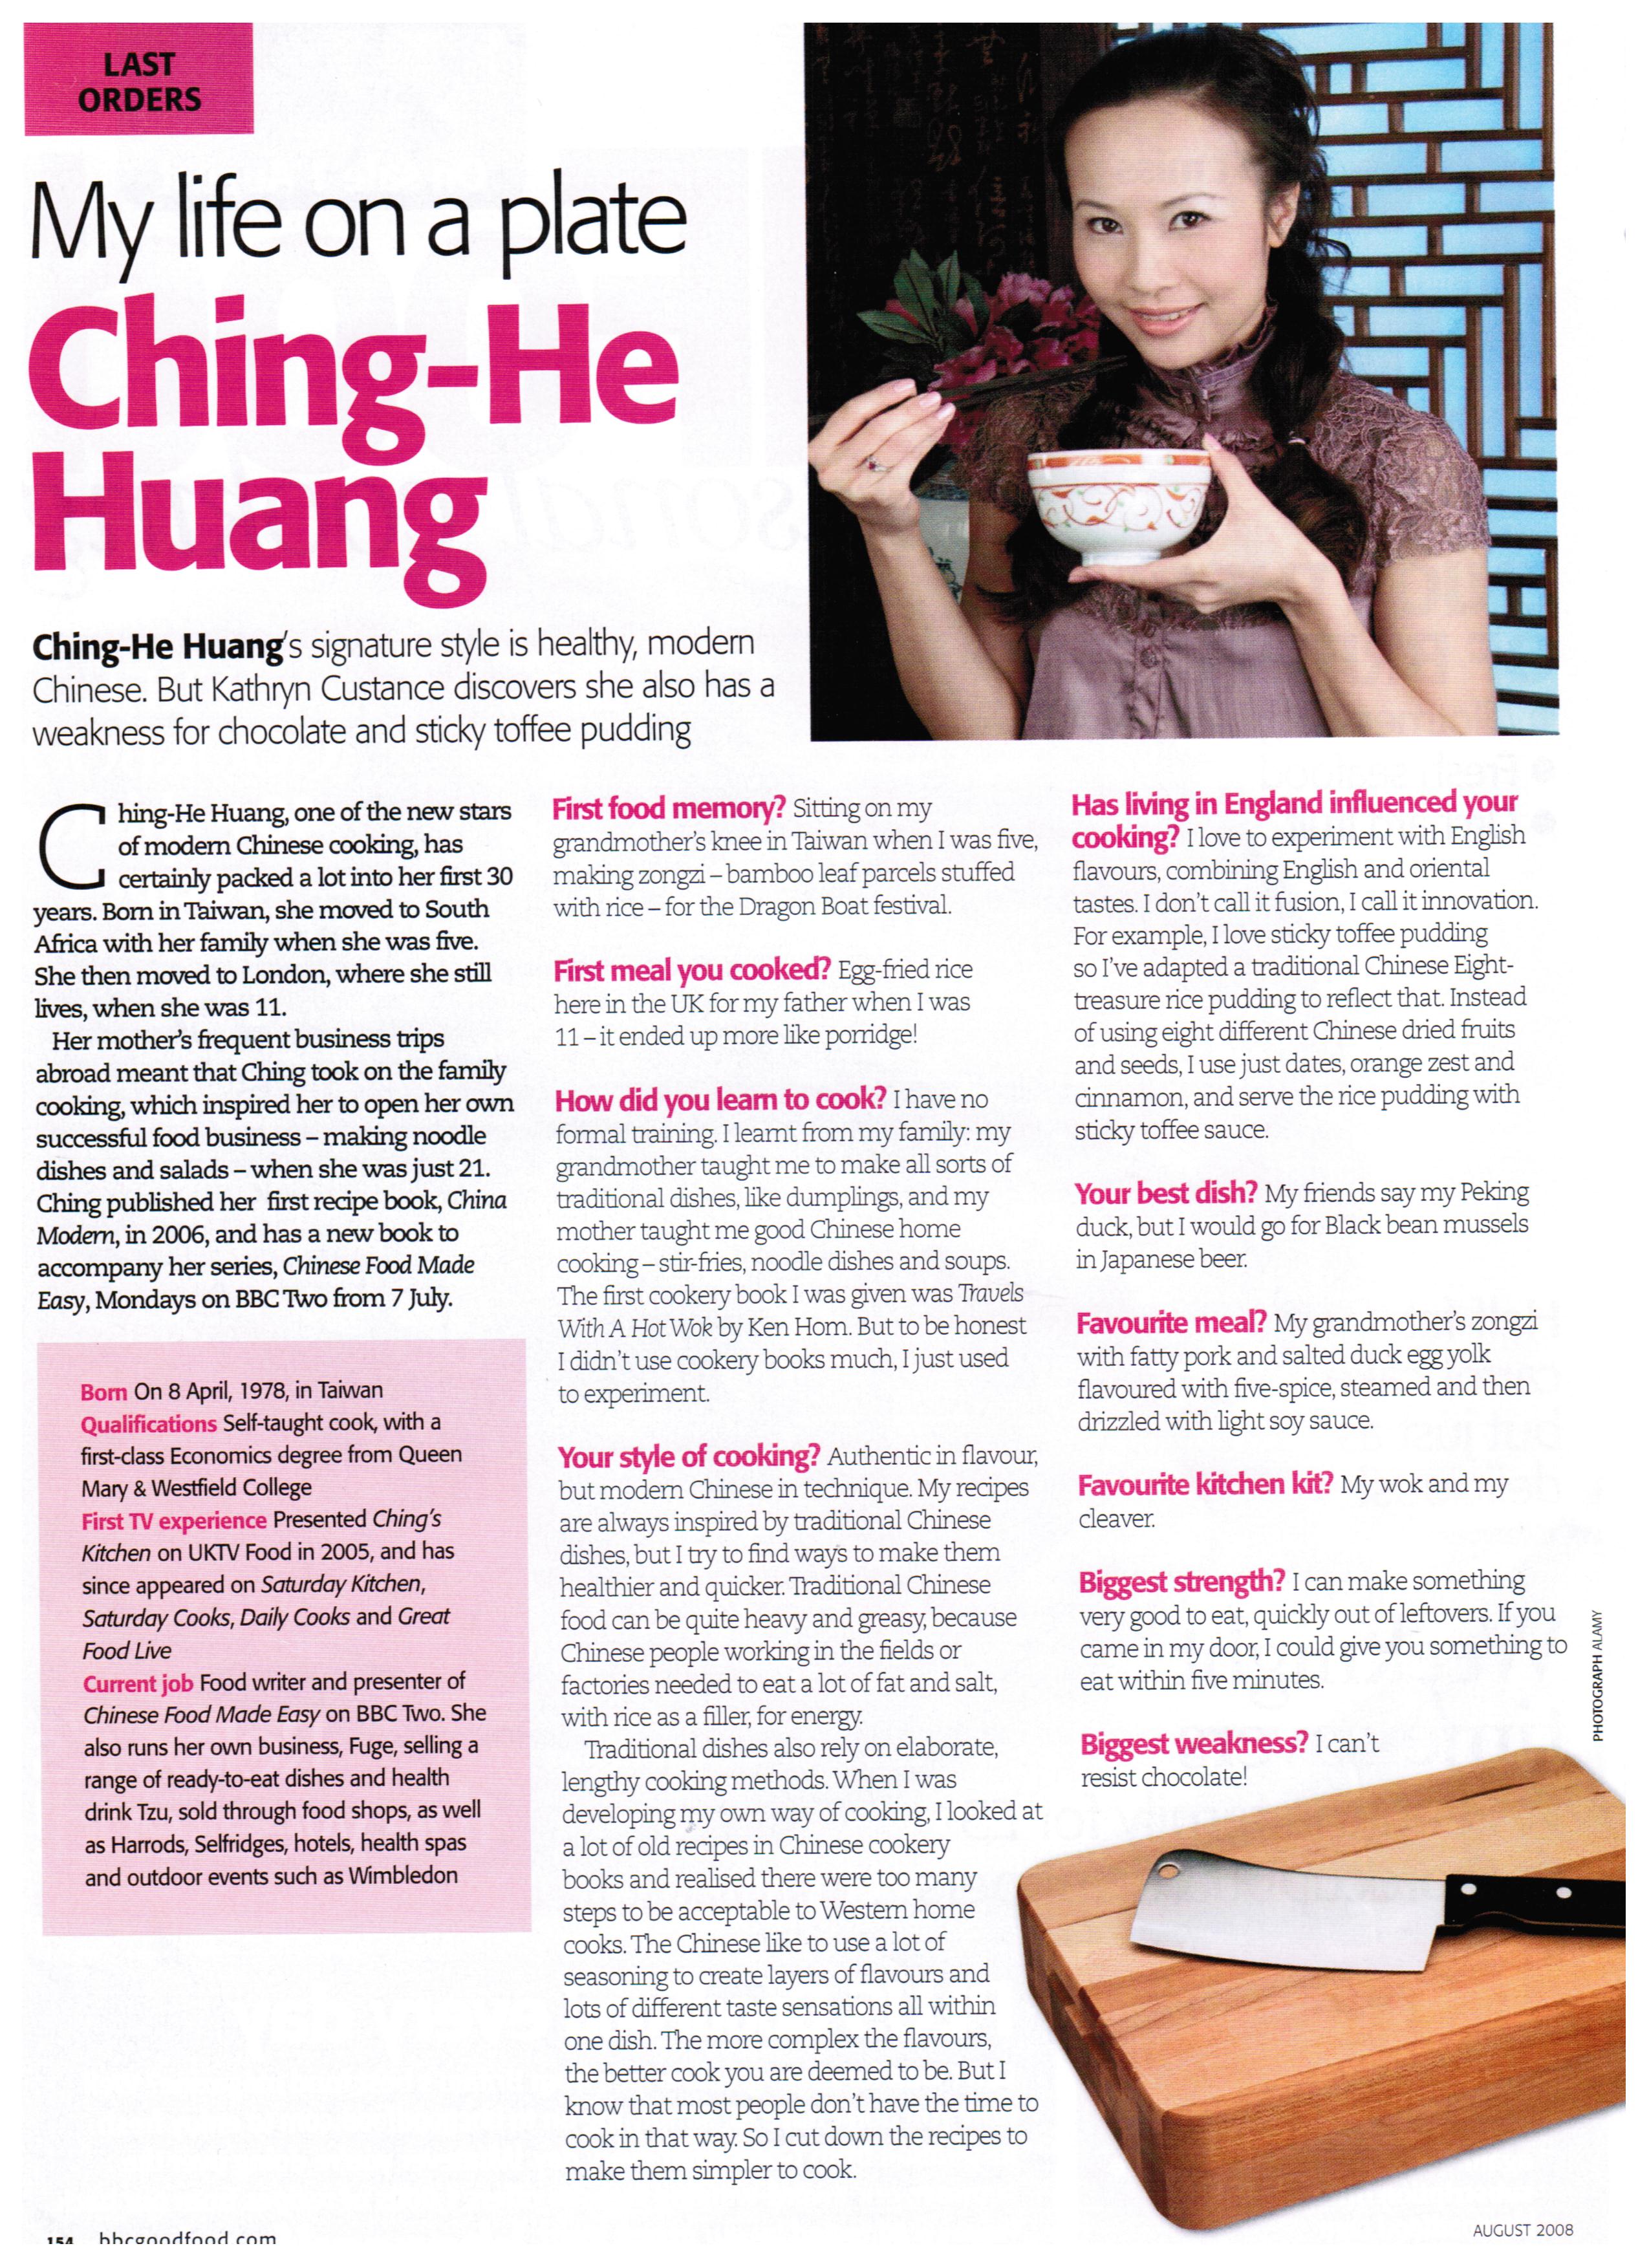 LAST
ORDERS
My life on a plate
Ching-He
Huang
Ching-He Huang's signature style is healthy, modern
Chinese. But Kathryn Custance discovers she also has a
weakness for chocolate and sticky toffee pudding
Ching-He Huang, one of the new stars
of modern Chinese cooking, has
certainly packed a lot into her first 30
years. Born in Taiwan, she moved to South
Africa with her family when she was five.
She then moved to London, where she still
lives, when she was 11.
Her mother's frequent business trips
abroad meant that Ching took on the family
cooking, which inspired her to open her own
successful food business – making noodle
dishes and salads – when she was just 21.
Ching published her first recipe book, China
Modern, in 2006, and has a new book to
accompany her series, Chinese Food Made
Easy, Mondays on BBC Two from 7 July.
Born On 8 April, 1978, in Taiwan
Qualifications Self-taught cook, with a
first-class Economics degree from Queen
Mary & Westfield College
First TV experience Presented Ching's
Kitchen on UKTV Food in 2005, and has
since appeared on Saturday Kitchen,
Saturday Cooks, Daily Cooks and Great
Food Live
Current job Food writer and presenter of
Chinese Food Made Easy on BBC Two. She
also runs her own business, Fuge, selling a
range of ready-to-eat dishes and health
drink Tzu, sold through food shops, as well
as Harrods, Selfridges, hotels, health spas
and outdoor events such as Wimbledon
First food memory? Sitting on my
grandmother's knee in Taiwan when I was five,
making zongzi – bamboo leaf parcels stuffed
with rice – for the Dragon Boat festival.
First meal you cooked? Egg-fried rice
here in the UK for my father when I was
11 – it ended up more like porridge!
How did you learn to cook? I have no
formal training. I learnt from my family: my
grandmother taught me to make all sorts of
traditional dishes, like dumplings, and my
mother taught me good Chinese home
cooking – stir-fries, noodle dishes and soups.
The first cookery book I was given was Travels
With A Hot Wok by Ken Hom. But to be honest
I didn't use cookery books much, I just used
to experiment.
Your style of cooking? Authentic in flavour,
but modern Chinese in technique. My recipes
are always inspired by traditional Chinese
dishes, but I try to find ways to make them
healthier and quicker. Traditional Chinese
food can be quite heavy and greasy, because
Chinese people working in the fields or
factories needed to eat a lot of fat and salt,
with rice as a filler, for energy.
Traditional dishes also rely on elaborate,
lengthy cooking methods. When I was
developing my own way of cooking, I looked at
a lot of old recipes in Chinese cookery
books and realised there were too many
steps to be acceptable to Western home
cooks. The Chinese like to use a lot of
seasoning to create layers of flavours and
lots of different taste sensations all within
one dish. The more complex the flavours,
the better cook you are deemed to be. But I
know that most people don't have the time to
cook in that way. So I cut down the recipes to
make them simpler to cook.
Has living in England influenced your
cooking? I love to experiment with English
flavours, combining English and oriental
tastes. I don't call it fusion, I call it innovation.
For example, I love sticky toffee pudding
so I've adapted a traditional Chinese Eight-
treasure rice pudding to reflect that. Instead
of using eight different Chinese dried fruits
and seeds, I use just dates, orange zest and
cinnamon, and serve the rice pudding with
sticky toffee sauce.
Your best dish? My friends say my Peking
duck, but I would go for Black bean mussels
in Japanese beer.
Favourite meal? My grandmother's zongzi
with fatty pork and salted duck egg yolk
flavoured with five-spice, steamed and then
drizzled with light soy sauce.
Favourite kitchen kit? My wok and my
cleaver.
Biggest strength? I can make something
very good to eat, quickly out of leftovers. If you
came in my door, I could give you something to
eat within five minutes.
Biggest weakness? I can't
resist chocolate!
PHOTOGRAPH ALAMY
154 bbcgoodfood.com
AUGUST 2008